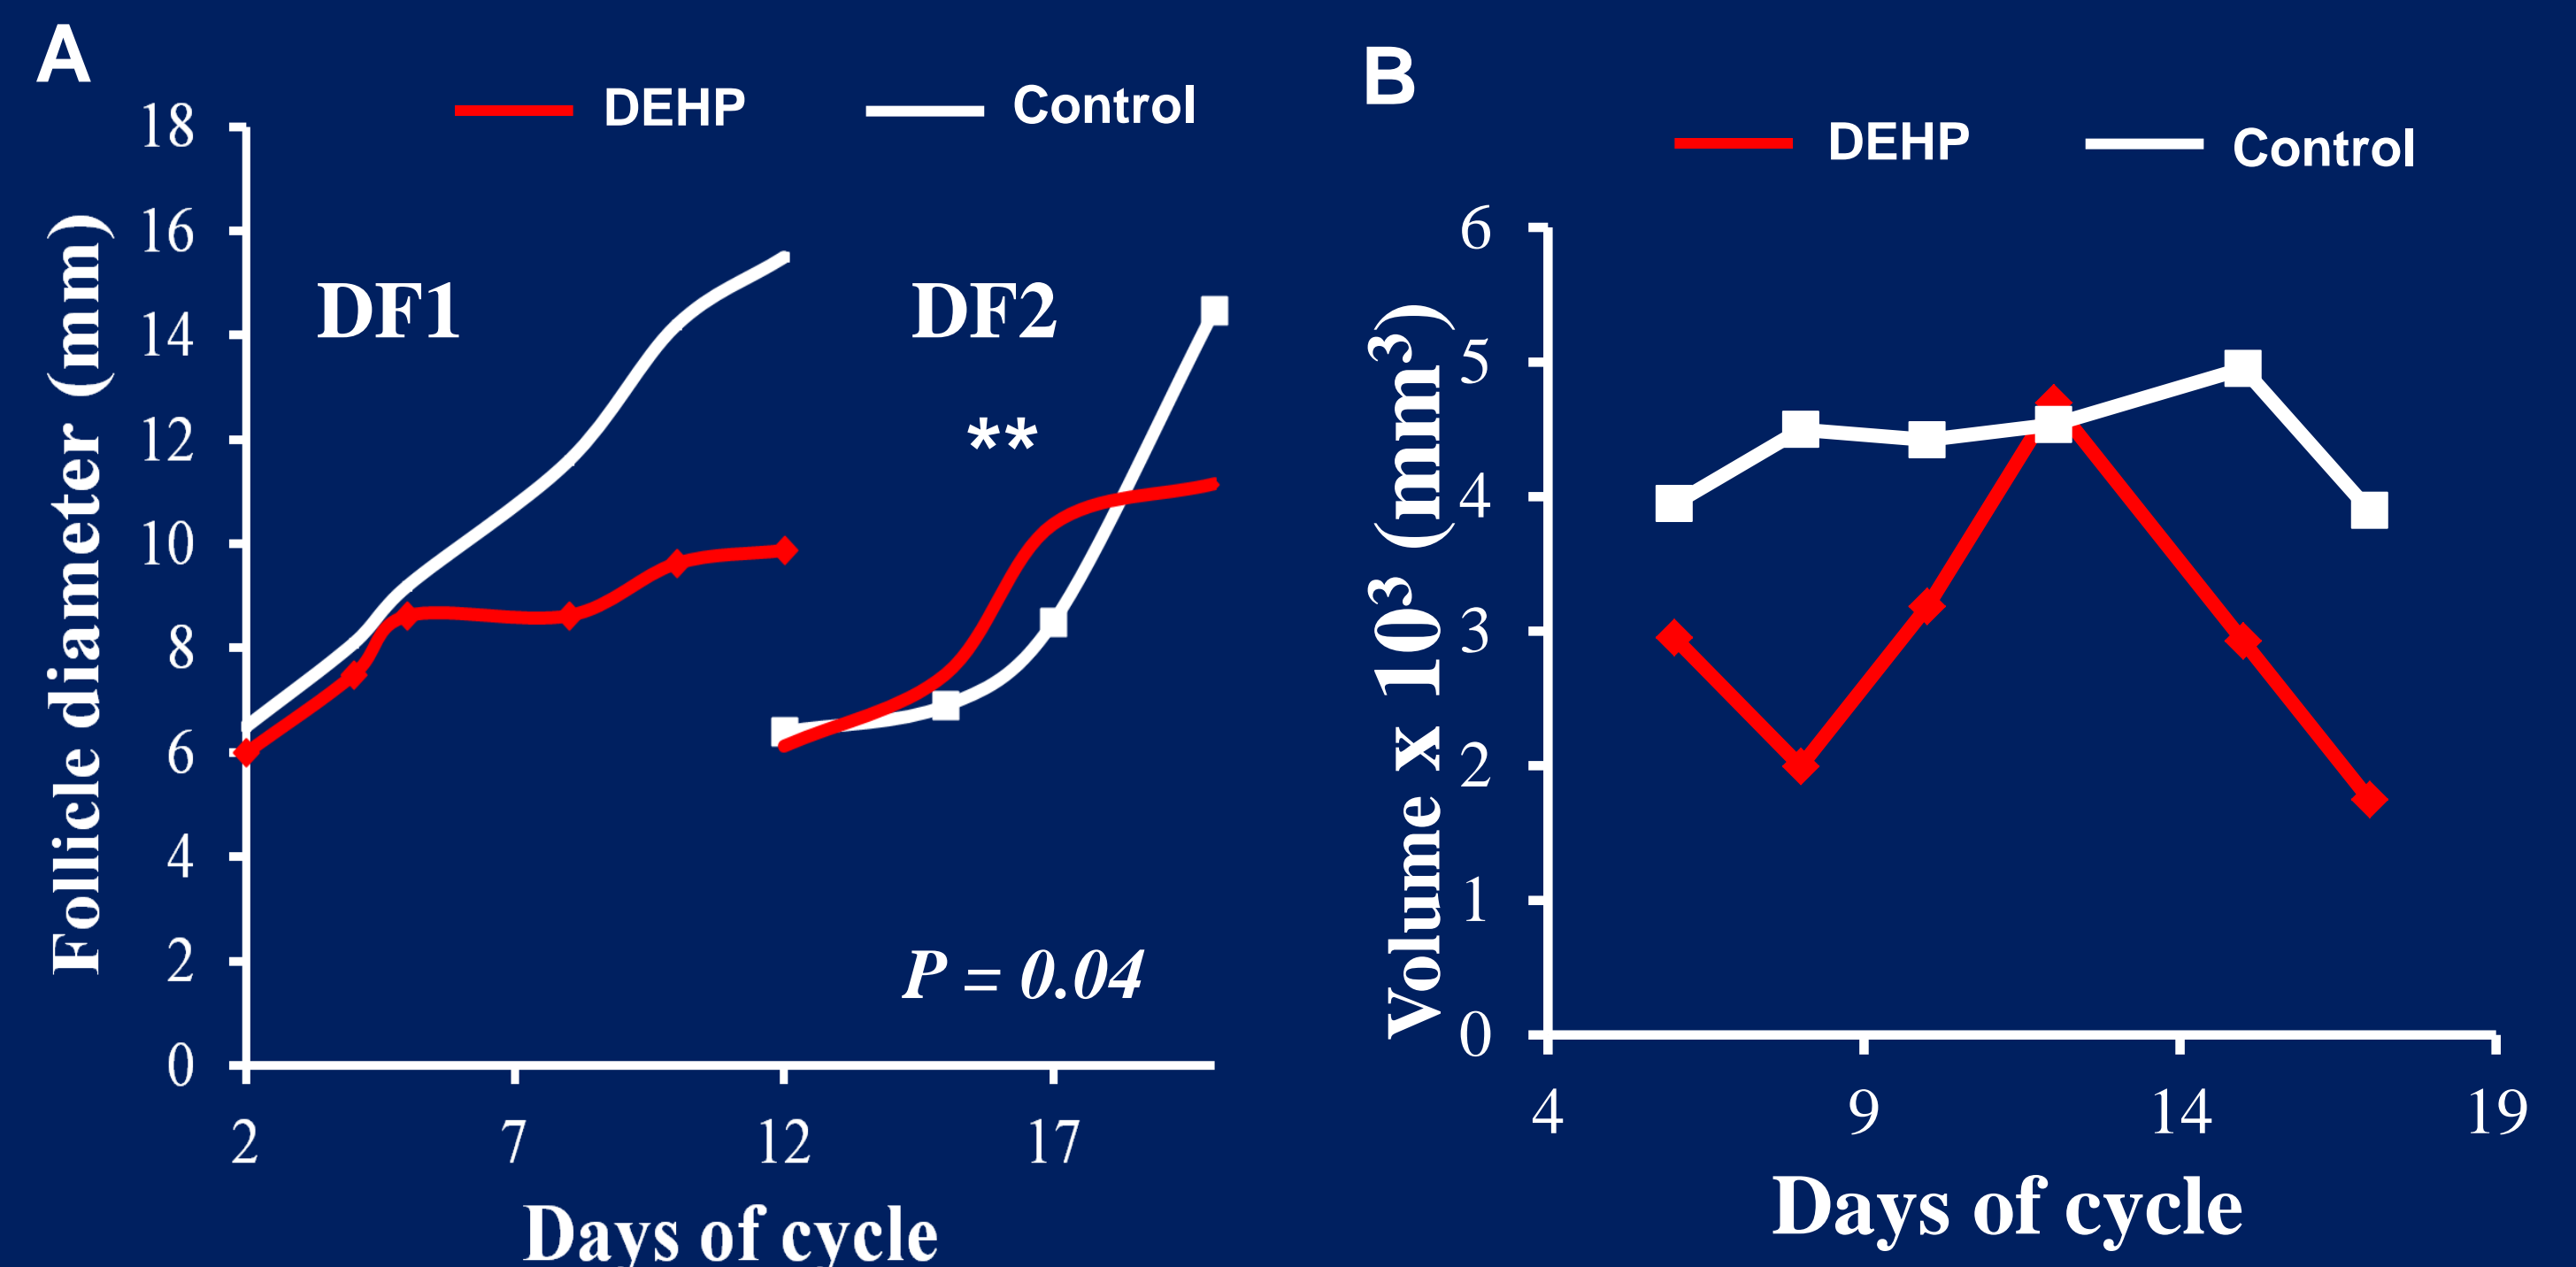 A
DEHP
Control
18
16
14
12
10
8
6
4
2
0
Follicle diameter (mm)
DF1
DF2
**
P = 0.04
2
7
12
17
Days of cycle
B
DEHP
Control
6
5
4
3
2
1
0
Volume x 10³ (mm³)
4
9
14
19
Days of cycle